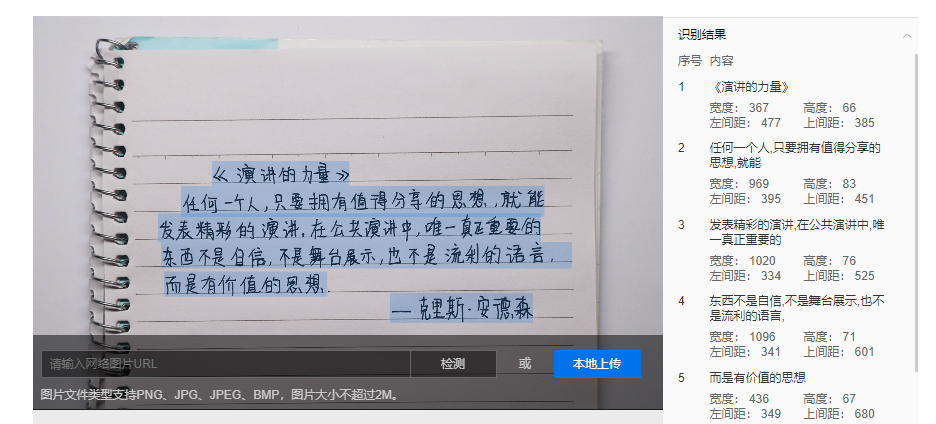 《演讲的力量》
任何一个人,只要拥有值得分享的思想,就能
发表精彩的演讲.在公共演讲中,唯一真正重要的
东西不是自信,不是舞台展示,也不是流利的语言,
而是有价值的思想.
——克里斯·安德森
请输入网络图片URL 检测 或 本地上传
图片文件类型支持PNG、JPG、JPEG、BMP，图片大小不超过2M。
识别结果
序号 内容
1 《演讲的力量》
宽度： 367 高度： 66
左间距： 477 上间距： 385
2 任何一个人,只要拥有值得分享的
思想,就能
宽度： 969 高度： 83
左间距： 395 上间距： 451
3 发表精彩的演讲,在公共演讲中,唯
一真正重要的
宽度： 1020 高度： 76
左间距： 334 上间距： 525
4 东西不是自信,不是舞台展示,也不
是流利的语言,
宽度： 1096 高度： 71
左间距： 341 上间距： 601
5 而是有价值的思想
宽度： 436 高度： 67
左间距： 349 上间距： 680